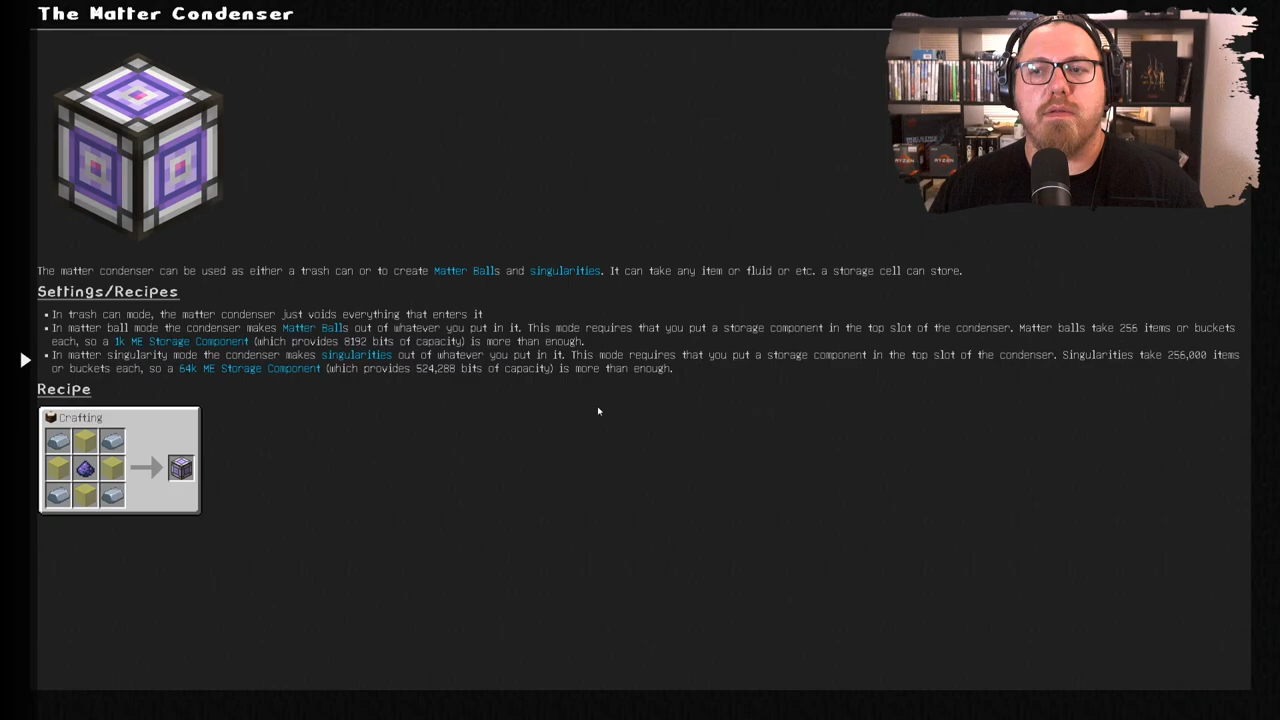 The Matter Condenser
The matter condenser can be used as either a trash can or to create Matter Balls and singularities. It can take any item or fluid or etc. a storage cell can store.
Settings/Recipes
▪ In trash can mode, the matter condenser just voids everything that enters it
▪ In matter ball mode the condenser makes Matter Balls out of whatever you put in it. This mode requires that you put a storage component in the top slot of the condenser. Matter balls take 256 items or buckets
each, so a 1k ME Storage Component (which provides 8192 bits of capacity) is more than enough.
▪ In matter singularity mode the condenser makes singularities out of whatever you put in it. This mode requires that you put a storage component in the top slot of the condenser. Singularities take 256,000 items
or buckets each, so a 64k ME Storage Component (which provides 524,288 bits of capacity) is more than enough.
Recipe
Crafting
RYZEN RYZEN